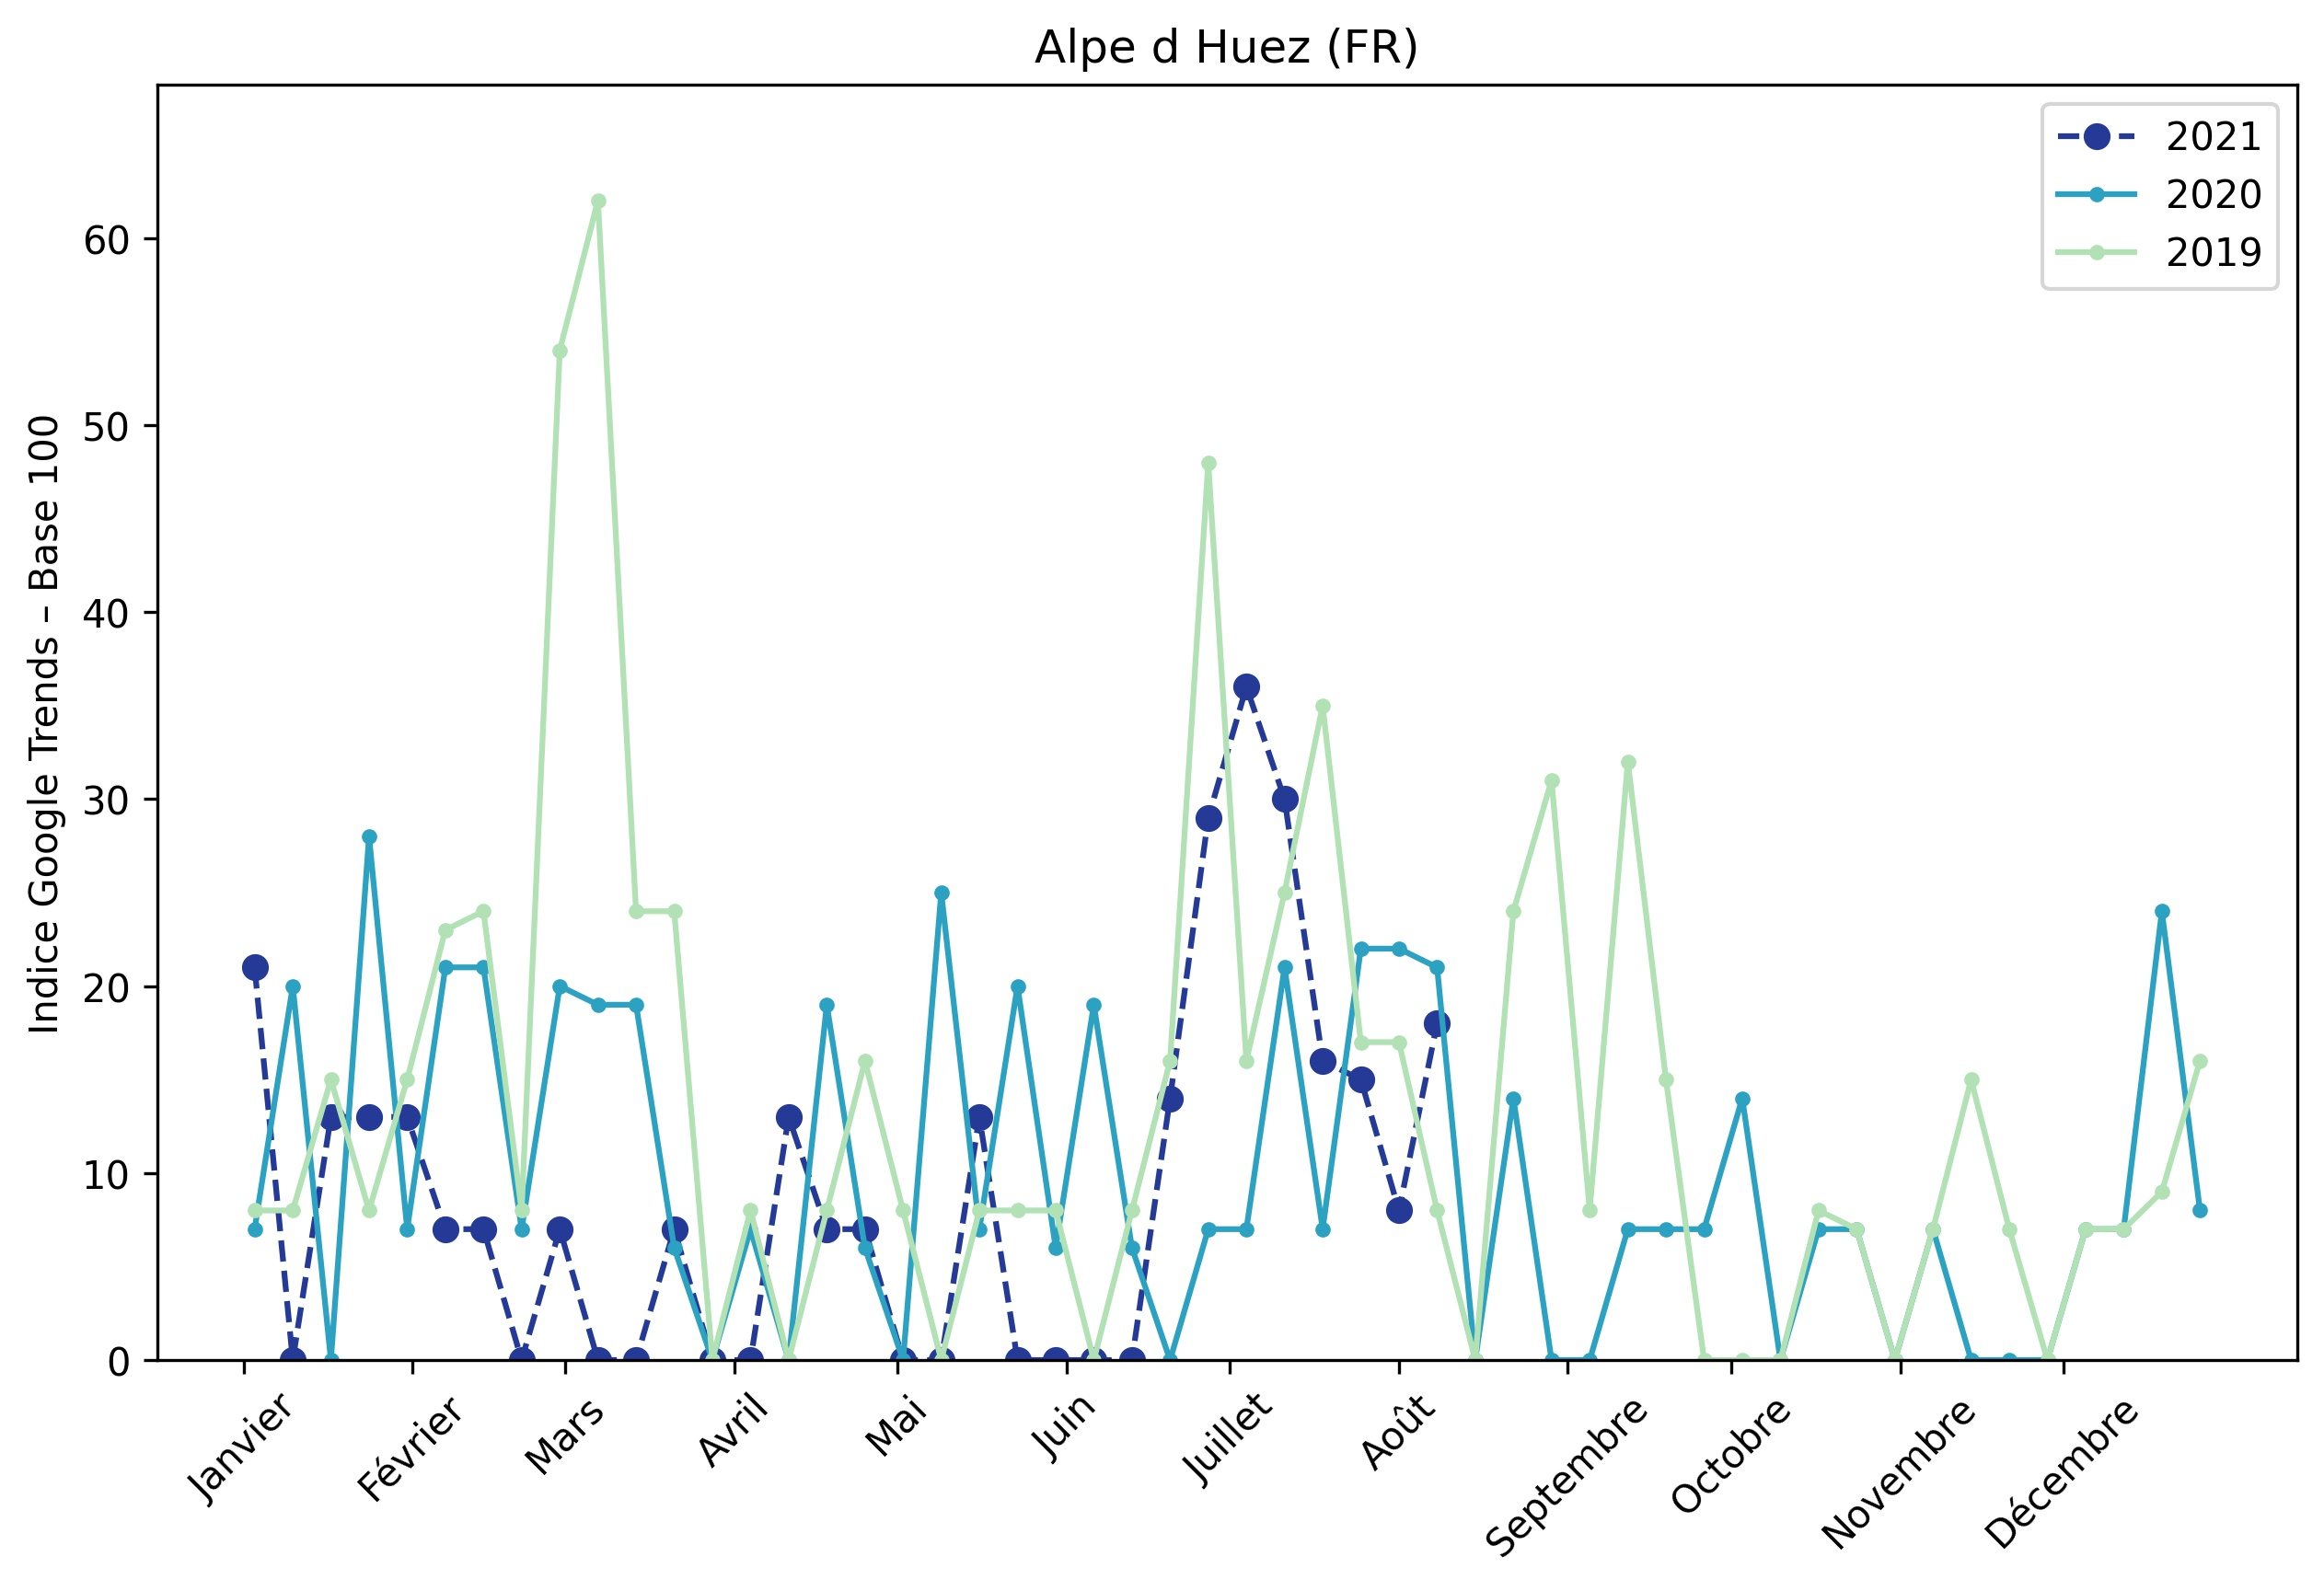 Alpe d Huez (FR)
2021
2020
2019
Indice Google Trends – Base 100
60
50
40
30
20
10
0
Janvier
Février
Mars
Avril
Mai
Juin
Juillet
Août
Septembre
Octobre
Novembre
Décembre